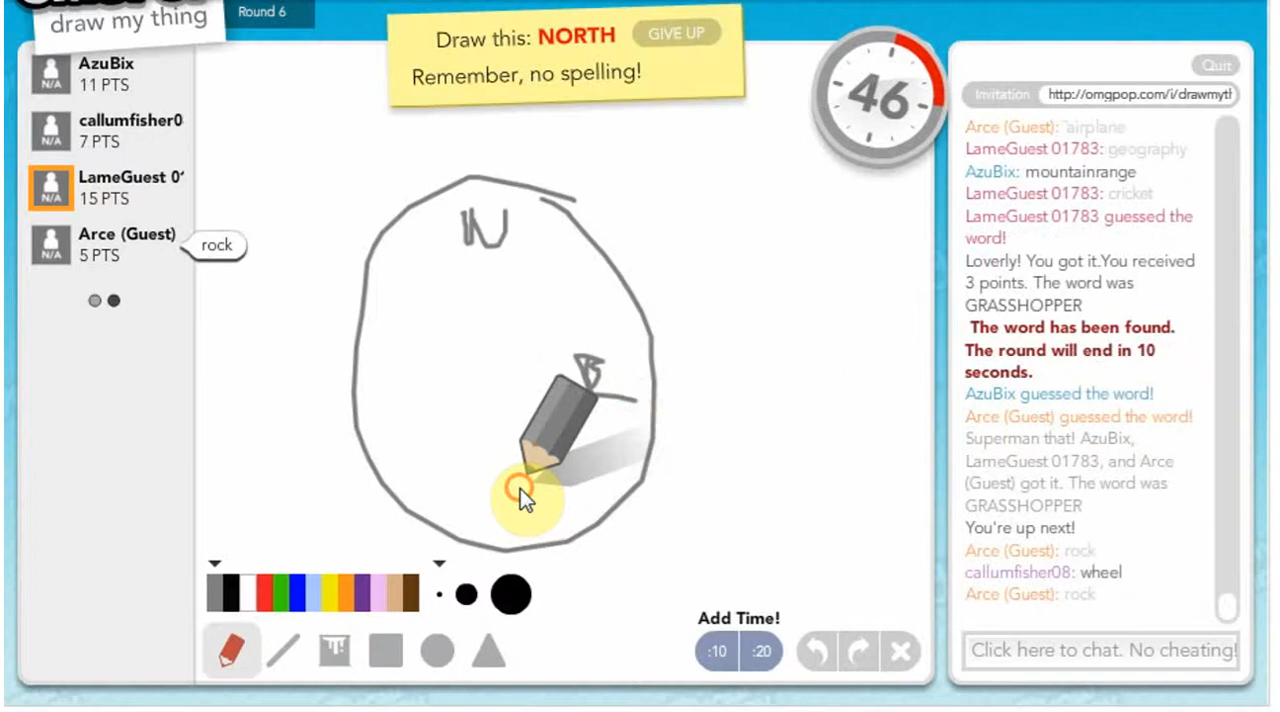 draw my thing
Round 6
Draw this: NORTH
GIVE UP
Remember, no spelling!
46
N/A
AzuBix
11 PTS
N/A
callumfisher0
7 PTS
N/A
LameGuest 0
15 PTS
N/A
Arce (Guest)
5 PTS
rock
N
Add Time!
:10
:20
Quit
Invitation
http://omgpop.com/i/drawmyth
Arce (Guest): airplane
LameGuest 01783: geography
AzuBix: mountainrange
LameGuest 01783: cricket
LameGuest 01783 guessed the
word!
Loverly! You got it.You received
3 points. The word was
GRASSHOPPER
The word has been found.
The round will end in 10
seconds.
AzuBix guessed the word!
Arce (Guest) guessed the word!
Superman that! AzuBix,
LameGuest 01783, and Arce
(Guest) got it. The word was
GRASSHOPPER
You're up next!
Arce (Guest): rock
callumfisher08: wheel
Arce (Guest): rock
Click here to chat. No cheating!